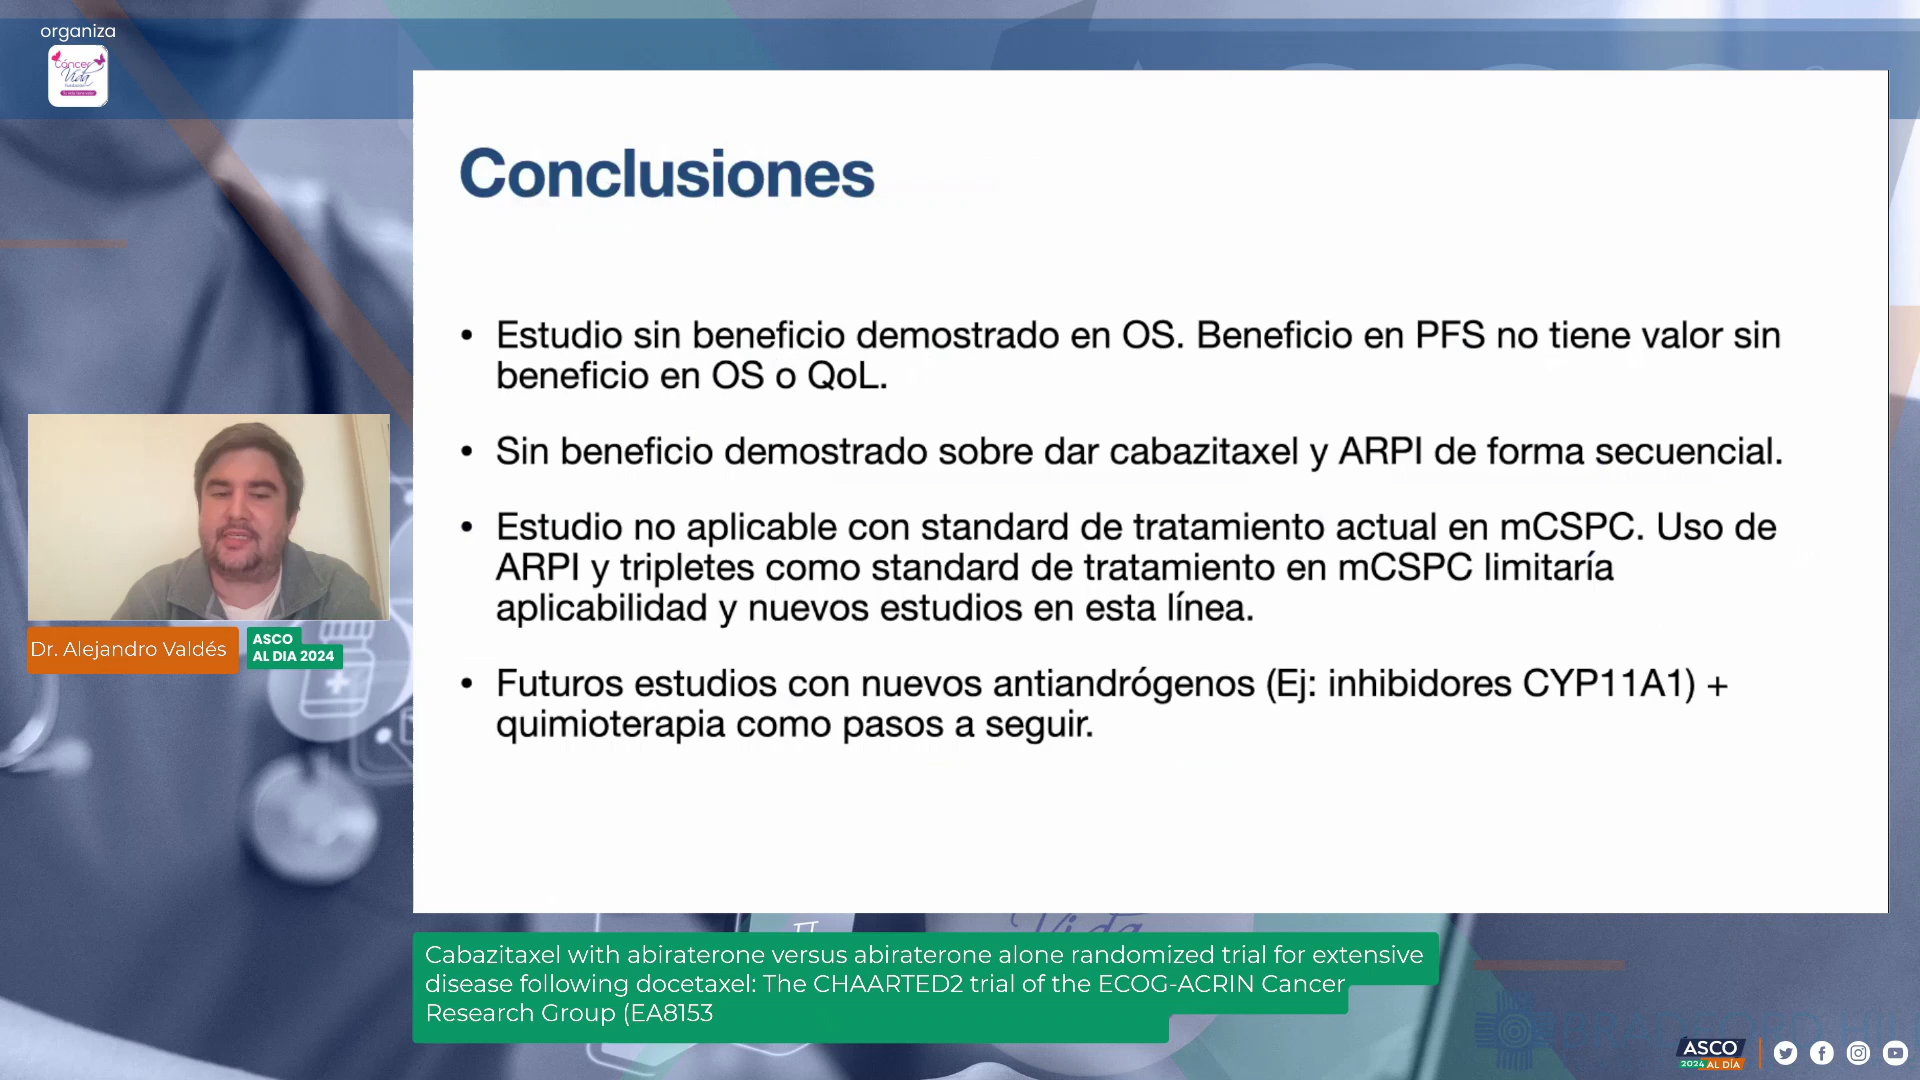 organiza
Cáncer
Vida
Conclusiones
• Estudio sin beneficio demostrado en OS. Beneficio en PFS no tiene valor sin
beneficio en OS o QoL.
• Sin beneficio demostrado sobre dar cabazitaxel y ARPI de forma secuencial.
• Estudio no aplicable con standard de tratamiento actual en mCSPC. Uso de
ARPI y tripletes como standard de tratamiento en mCSPC limitaría
aplicabilidad y nuevos estudios en esta línea.
• Futuros estudios con nuevos antiandrógenos (Ej: inhibidores CYP11A1) +
quimioterapia como pasos a seguir.
Dr. Alejandro Valdés
ASCO
AL DIA 2024
Vida
Cabazitaxel with abiraterone versus abiraterone alone randomized trial for extensive
disease following docetaxel: The CHAARTED2 trial of the ECOG-ACRIN Cancer
Research Group (EA8153
ASCO
2024 AL DÍA